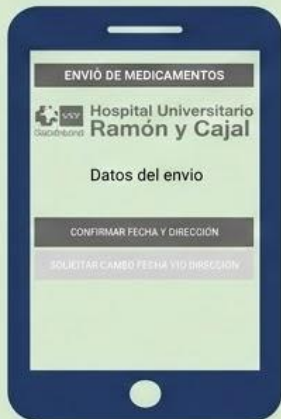 ENVIÓ DE MEDICAMENTOS
Hospital Universitario
Ramón y Cajal
Datos del envio
CONFIRMAR FECHA Y DIRECCIÓN
SOLICITAR CAMBIO FECHA Y/O DIRECCIÓN